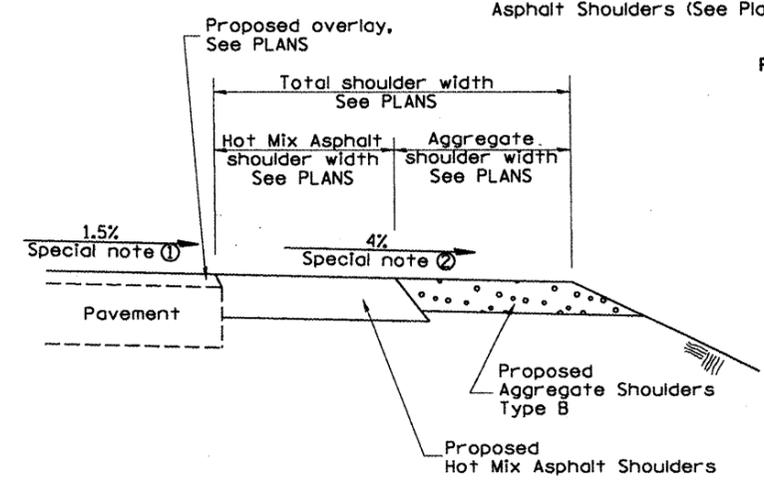 Asphalt Shoulders (See Pla
Proposed overlay,
See PLANS
Total shoulder width
See PLANS
Hot Mix Asphalt
shoulder width
See PLANS
Aggregate
shoulder width
See PLANS
1.5%
Special note ①
4%
Special note ②
Pavement
Proposed
Aggregate Shoulders
Type B
Proposed
Hot Mix Asphalt Shoulders